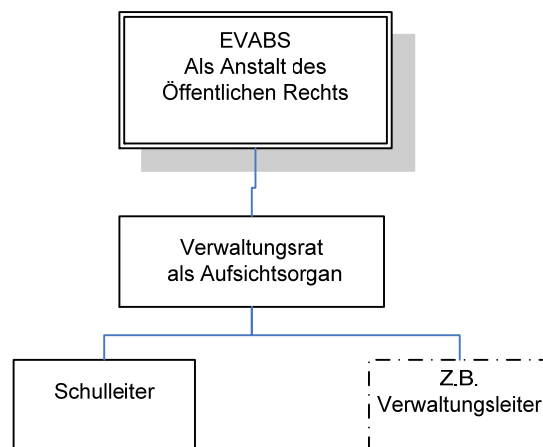 EVABS
Als Anstalt des
Öffentlichen Rechts
Verwaltungsrat
als Aufsichtsorgan
Schulleiter
Z.B.
Verwaltungsleiter